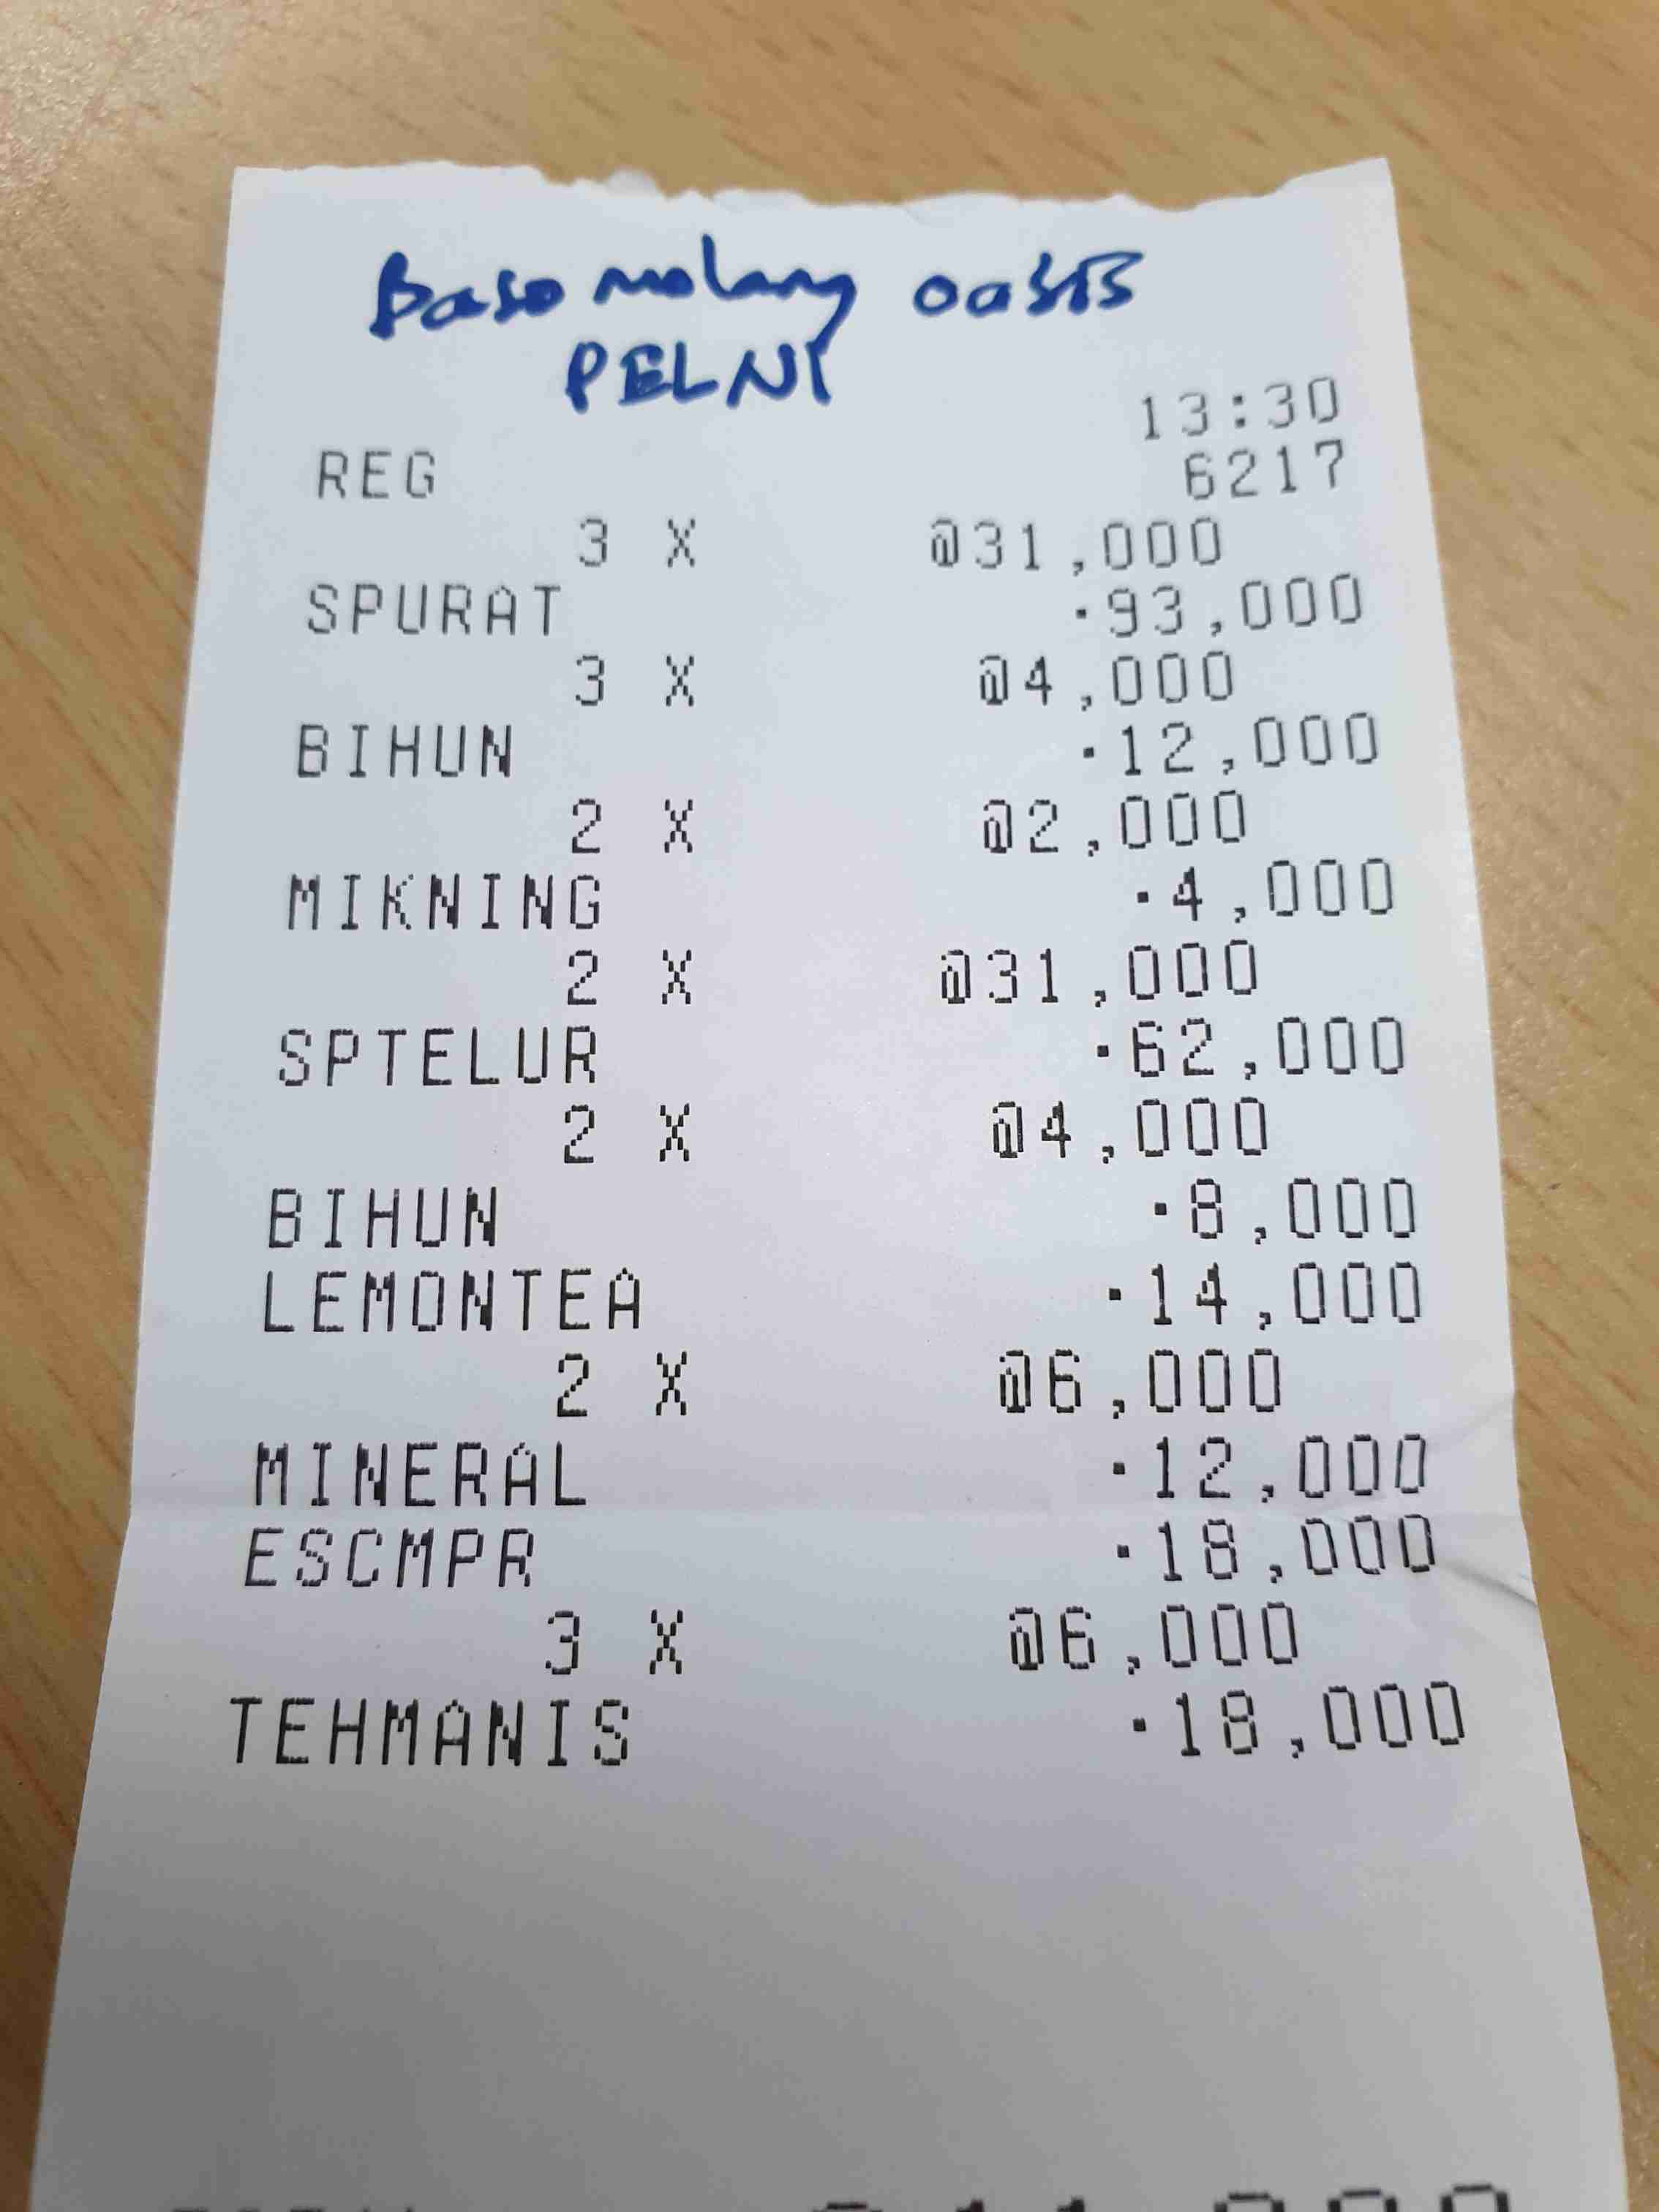 Baso malang oasis
PELNI
13:30
REG 6217
3 X @31,000
SPURAT ·93,000
3 X @4,000
BIHUN ·12,000
2 X @2,000
MIKNING ·4,000
2 X @31,000
SPTELUR ·62,000
2 X @4,000
BIHUN ·8,000
LEMONTEA ·14,000
2 X @6,000
MINERAL ·12,000
ESCMPR ·18,000
3 X @6,000
TEHMANIS ·18,000